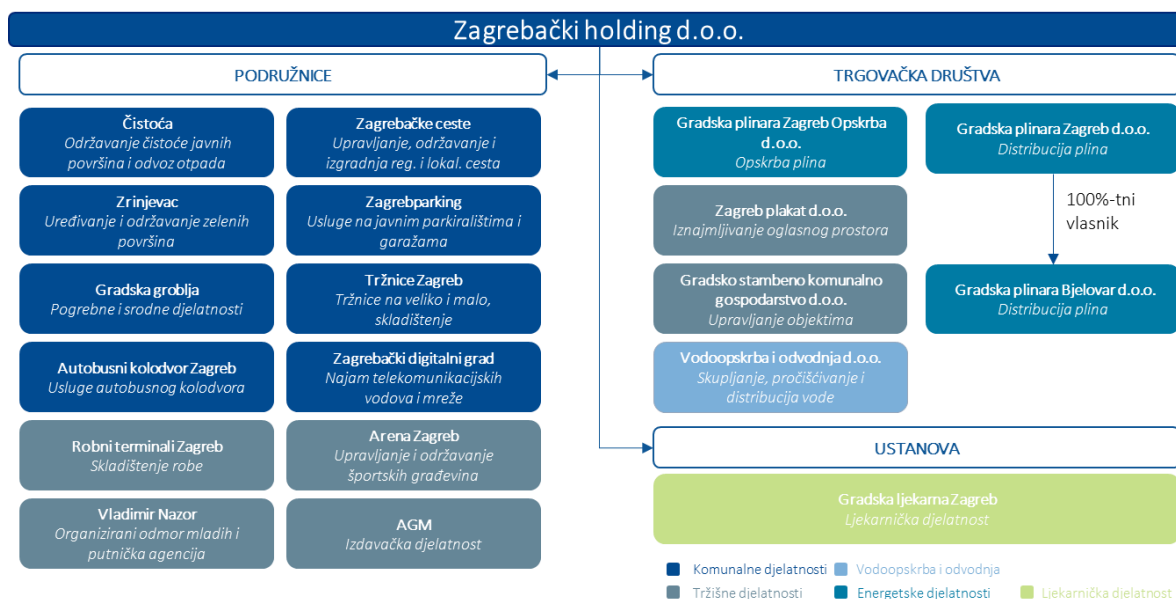 Zagrebački holding d.o.o.
PODRUŽNICE
Čistoća
Održavanje čistoće javnih
površina i odvoz otpada
Zagrebačke ceste
Upravljanje, održavanje i
izgradnja reg. i lokal. cesta
Zrinjevac
Uređivanje i održavanje zelenih
površina
Zagrebparking
Usluge na javnim parkiralištima i
garažama
Gradska groblja
Pogrebne i srodne djelatnosti
Tržnice Zagreb
Tržnice na veliko i malo,
skladištenje
Autobusni kolodvor Zagreb
Usluge autobusnog kolodvora
Zagrebački digitalni grad
Najam telekomunikacijskih
vodova i mreže
Robni terminali Zagreb
Skladištenje robe
Arena Zagreb
Upravljanje i održavanje
športskih građevina
Vladimir Nazor
Organizirani odmor mladih i
putnička agencija
AGM
Izdavačka djelatnost
TRGOVAČKA DRUŠTVA
Gradska plinara Zagreb Opskrba
d.o.o.
Opskrba plina
Gradska plinara Zagreb d.o.o.
Distribucija plina
Zagreb plakat d.o.o.
Iznajmljivanje oglasnog prostora
100%-tni
vlasnik
Gradsko stambeno komunalno
gospodarstvo d.o.o.
Upravljanje objektima
Gradska plinara Bjelovar d.o.o.
Distribucija plina
Vodoopskrba i odvodnja d.o.o.
Skupljanje, pročišćivanje i
distribucija vode
USTANOVA
Gradska ljekarna Zagreb
Ljekarnička djelatnost
Komunalne djelatnosti
Vodoopskrba i odvodnja
Tržišne djelatnosti
Energetske djelatnosti
Ljekarnička djelatnost